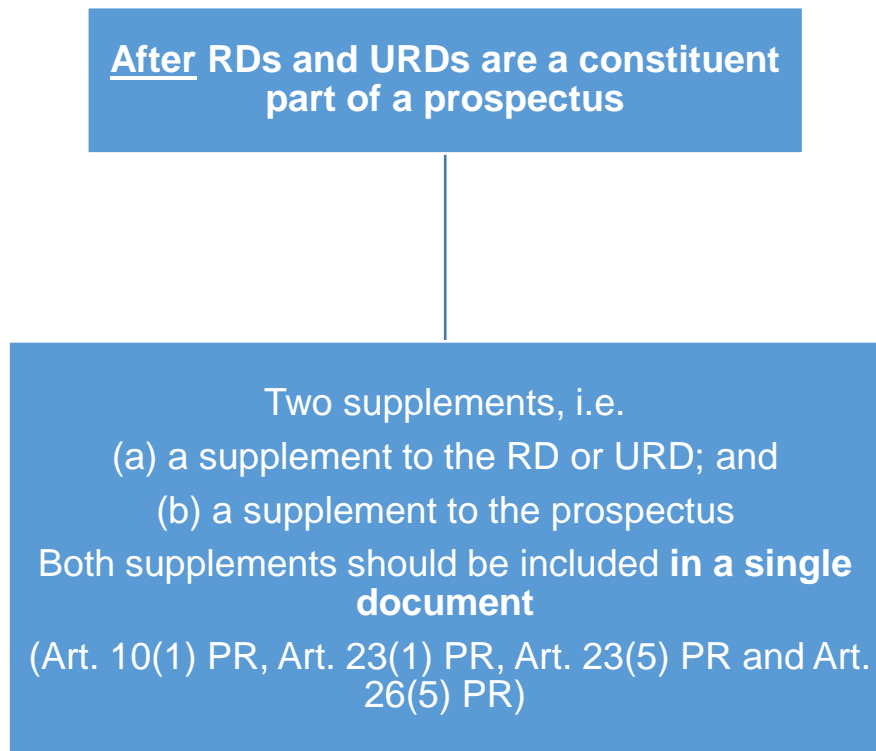 After RDs and URDs are a constituent
part of a prospectus
Two supplements, i.e.
(a) a supplement to the RD or URD; and
(b) a supplement to the prospectus
Both supplements should be included in a single
document
(Art. 10(1) PR, Art. 23(1) PR, Art. 23(5) PR and Art.
26(5) PR)